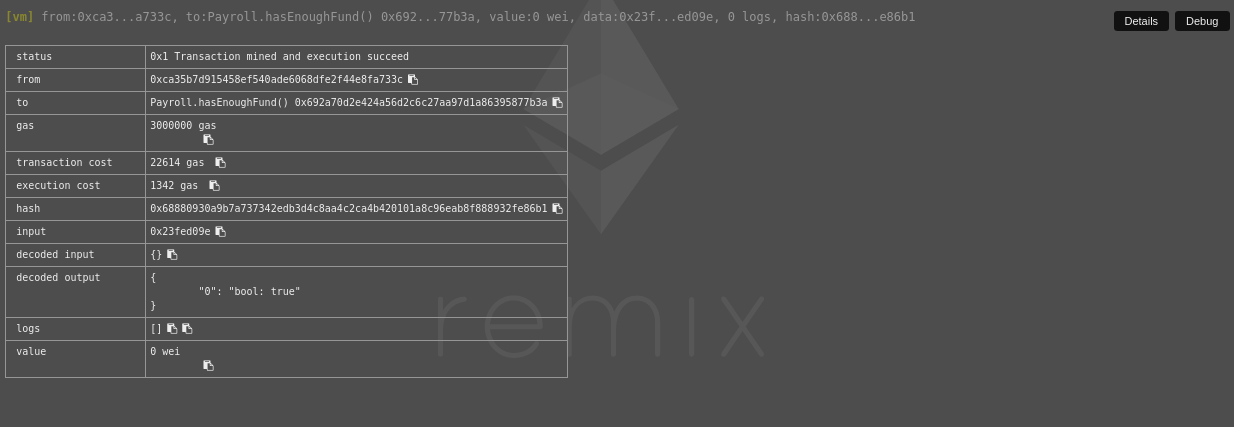 [vm] from:0xca3...a733c, to:Payroll.hasEnoughFund() 0x692...77b3a, value:0 wei, data:0x23f...ed09e, 0 logs, hash:0x688...e86b1
Details Debug
status 0x1 Transaction mined and execution succeed
from 0xca35b7d915458ef540ade6068dfe2f44e8fa733c
to Payroll.hasEnoughFund() 0x692a70d2e424a56d2c6c27aa97d1a86395877b3a
gas 3000000 gas
transaction cost 22614 gas
execution cost 1342 gas
hash 0x68880930a9b7a737342edb3d4c8aa4c2ca4b420101a8c96eab8f888932fe86b1
input 0x23fed09e
decoded input {}
decoded output {
"0": "bool: true"
}
logs []
value 0 wei
remix